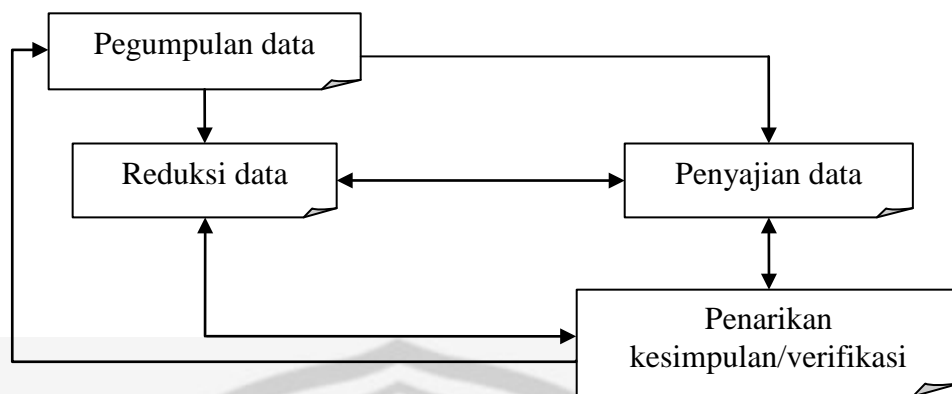 Pegumpulan data
Reduksi data
Penyajian data
Penarikan
kesimpulan/verifikasi